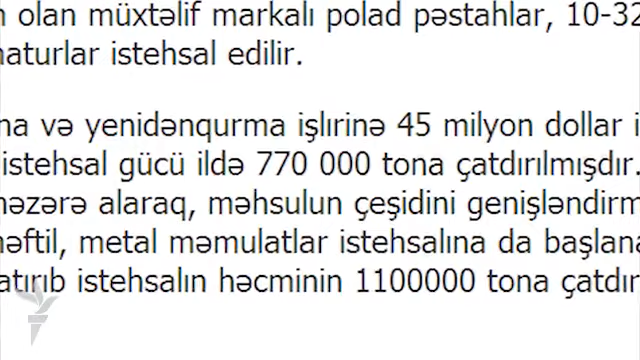 n olan müxtəlif markalı polad pəstahlar, 10-32
naturlar istehsal edilir.
na və yenidənqurma işlırinə 45 milyon dollar i
istehsal gücü ildə 770 000 tona çatdırılmışdır.
nəzərə alaraq, məhsulun çeşidini genişləndirm
məftil, metal məmulatlar istehsalına da başlana
atırıb istehsalın həcminin 1100000 tona çatdır